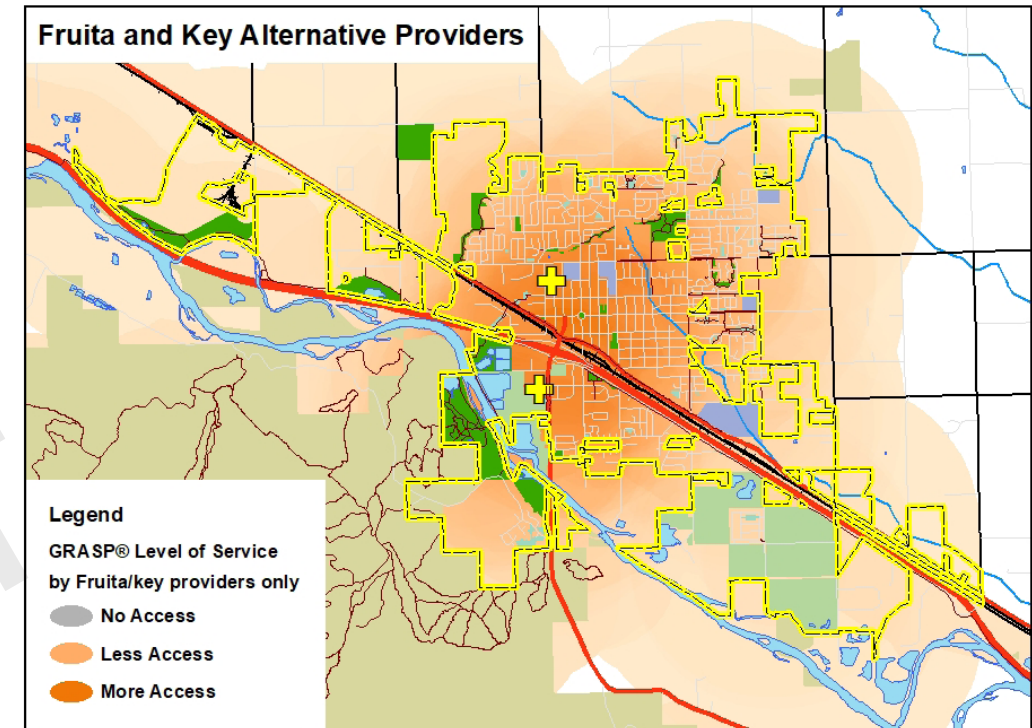 Fruita and Key Alternative Providers
Legend
GRASP® Level of Service
by Fruita/key providers only
No Access
Less Access
More Access